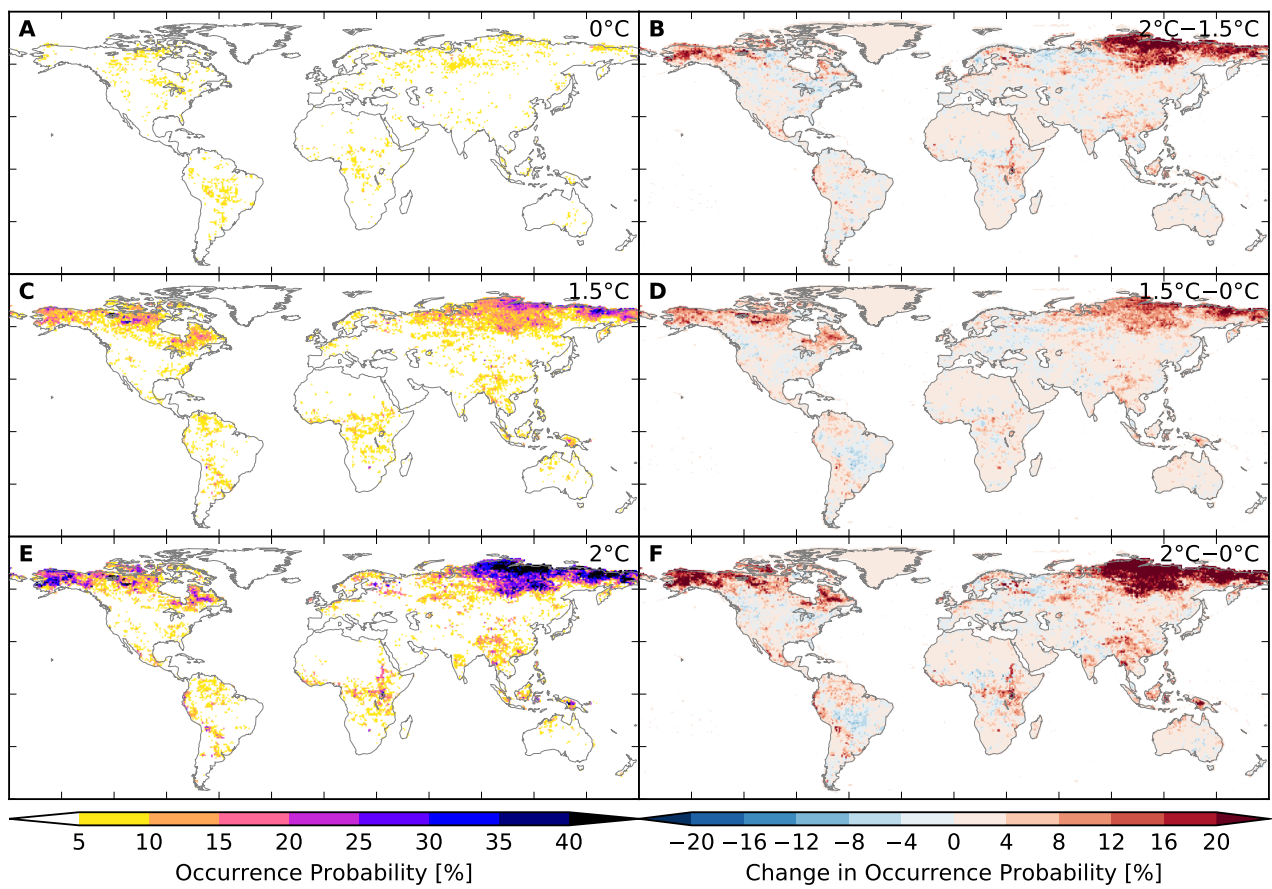 A 0°C
B 2°C−1.5°C
C 1.5°C
D 1.5°C−0°C
E 2°C
F 2°C−0°C
5 10 15 20 25 30 35 40
−20 −16 −12 −8 −4 0 4 8 12 16 20
Occurrence Probability [%]
Change in Occurrence Probability [%]